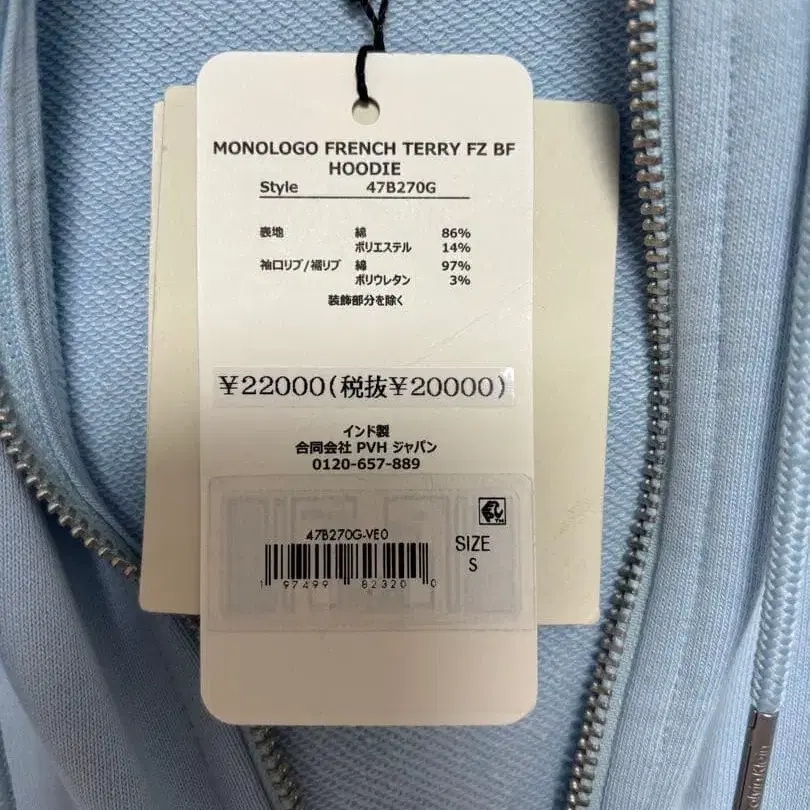 MONOLOGO FRENCH TERRY FZ BF
HOODIE
Style 47B270G
表地 綿 86%
ポリエステル 14%
袖口リブ/裾リブ 綿 97%
ポリウレタン 3%
装飾部分を除く
¥22000(税抜¥20000)
インド製
合同会社 PVH ジャパン
0120-657-889
47B270G-VE0
SIZE
S
1 97499 82320 0